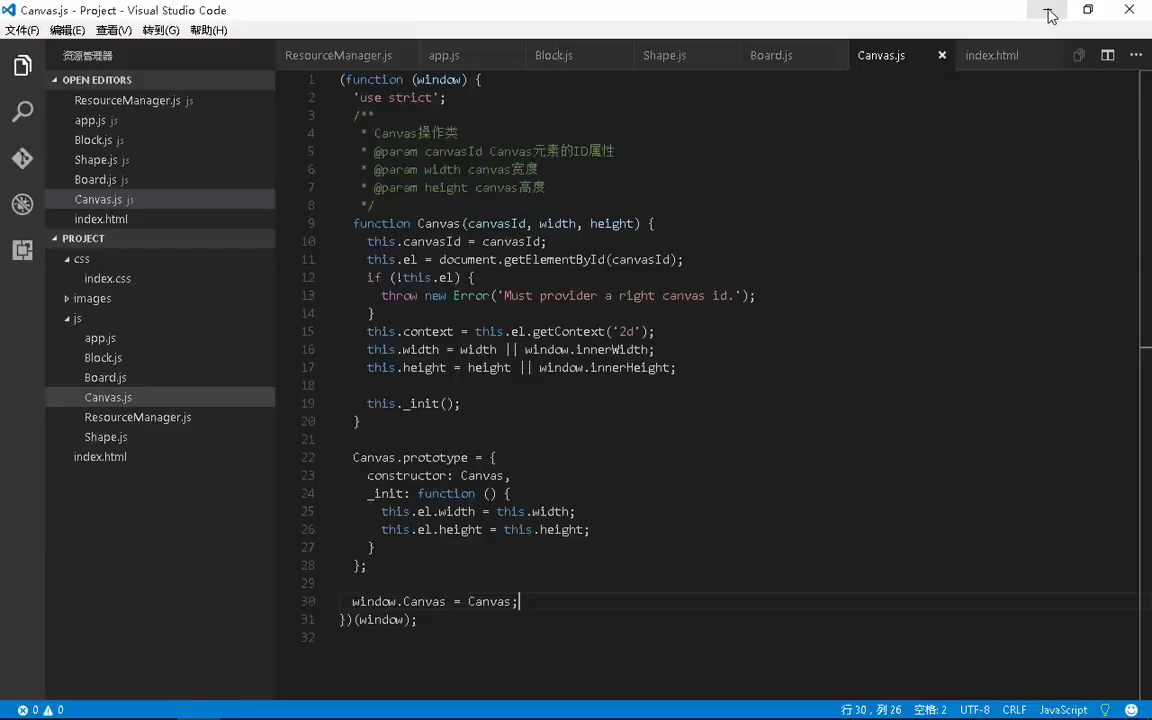 Canvas.js - Project - Visual Studio Code
文件(F) 编辑(E) 查看(V) 转到(G) 帮助(H)
资源管理器
OPEN EDITORS
ResourceManager.js js
app.js js
Block.js js
Shape.js js
Board.js js
Canvas.js js
index.html
PROJECT
css
index.css
images
js
app.js
Block.js
Board.js
Canvas.js
ResourceManager.js
Shape.js
index.html
ResourceManager.js app.js Block.js Shape.js Board.js Canvas.js index.html
1 (function (window) {
2 'use strict';
3 /**
4 * Canvas操作类
5 * @param canvasId Canvas元素的ID属性
6 * @param width canvas宽度
7 * @param height canvas高度
8 */
9 function Canvas(canvasId, width, height) {
10 this.canvasId = canvasId;
11 this.el = document.getElementById(canvasId);
12 if (!this.el) {
13 throw new Error('Must provider a right canvas id.');
14 }
15 this.context = this.el.getContext('2d');
16 this.width = width || window.innerWidth;
17 this.height = height || window.innerHeight;
18
19 this._init();
20 }
21
22 Canvas.prototype = {
23 constructor: Canvas,
24 _init: function () {
25 this.el.width = this.width;
26 this.el.height = this.height;
27 }
28 };
29
30 window.Canvas = Canvas;
31 })(window);
32
0 0 行 30，列 26 空格: 2 UTF-8 CRLF JavaScript